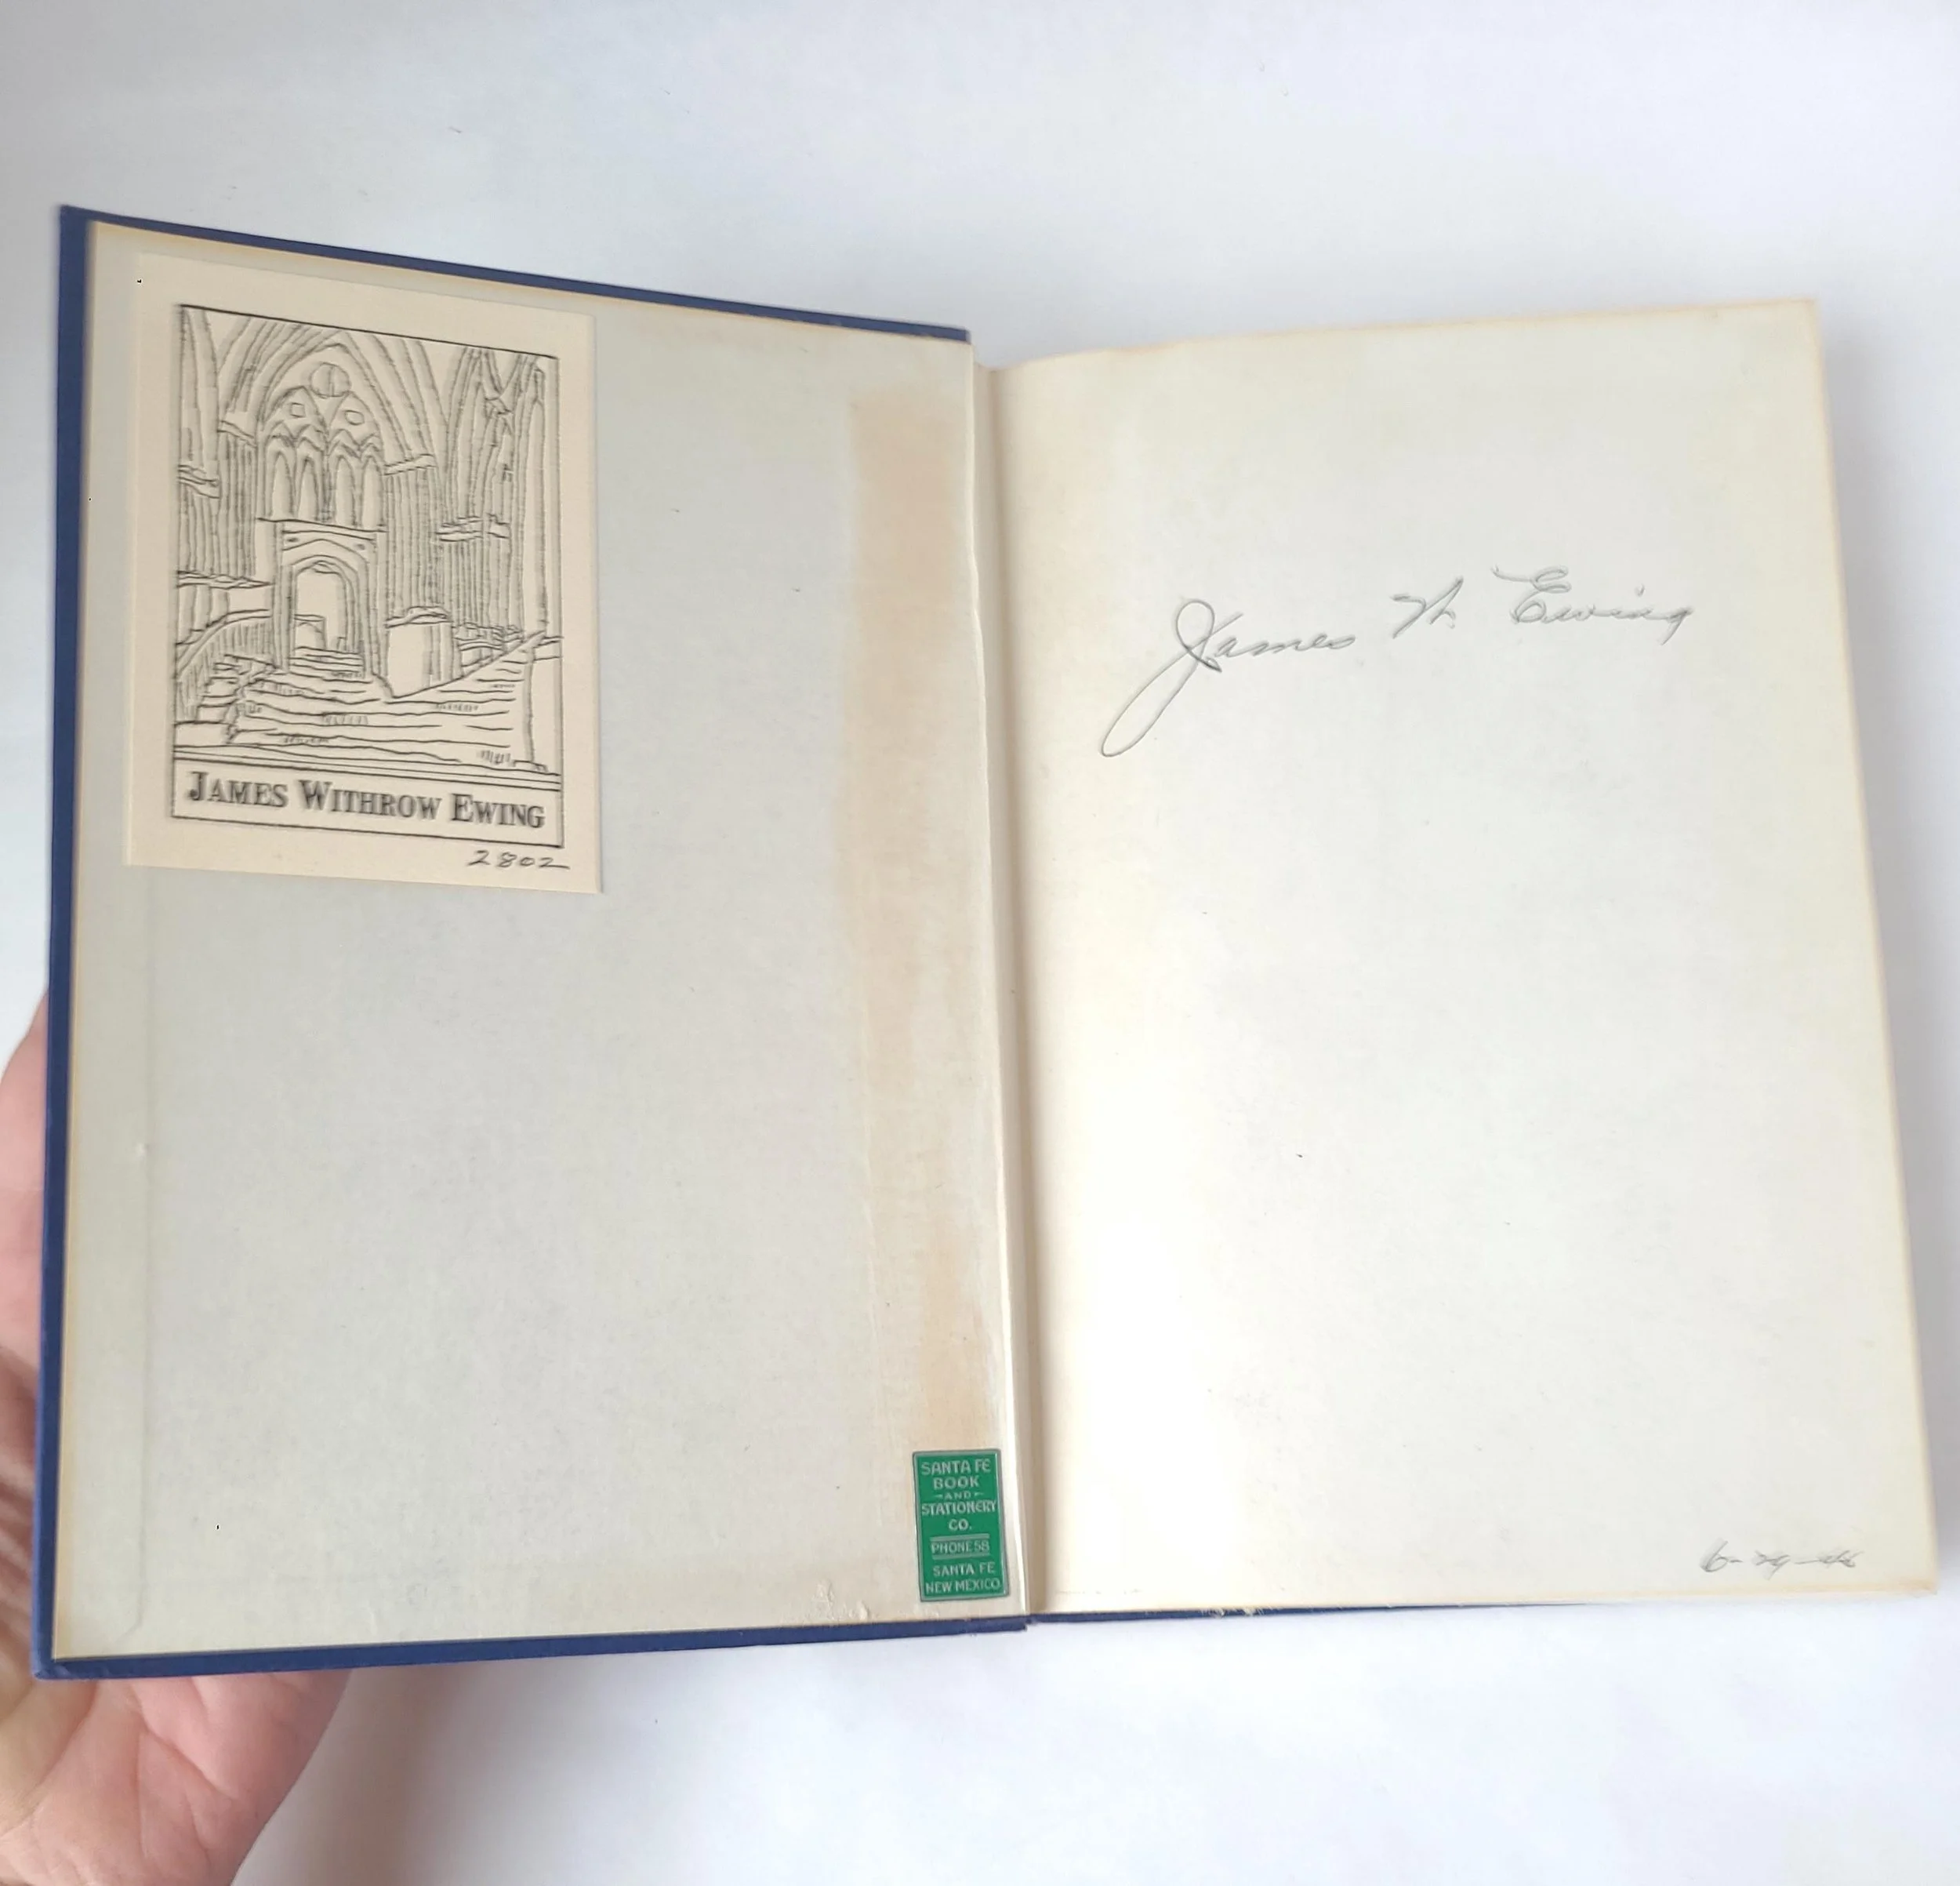 JAMES WITHROW EWING
2802
SANTA FE
BOOK
AND
STATIONERY
CO.
PHONE 58
SANTA FE
NEW MEXICO
James W. Ewing